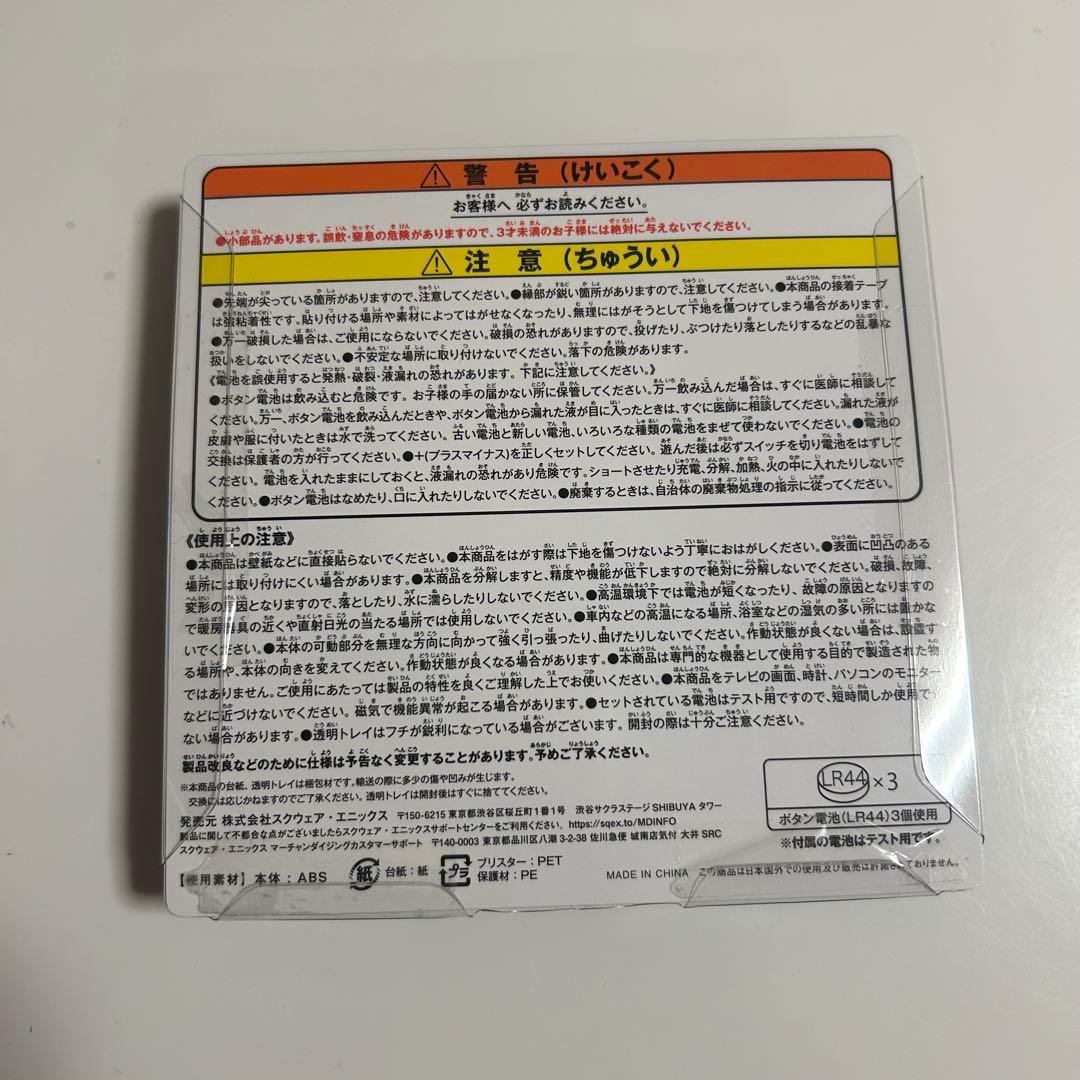 ⚠ 警 告 (けいこく)
お客様へ 必ずお読みください。
●小部品があります。誤飲・窒息の危険がありますので、3才未満のお子様には絶対に与えないでください。
⚠ 注 意 (ちゅうい)
●先端が尖っている箇所がありますので、注意してください。●縁部が鋭い箇所がありますので、注意してください。●本商品の接着テープ
は強粘着性です。貼り付ける場所や素材によってはがせなくなったり、無理にはがそうとして下地を傷つけてしまう場合があります。
●万一破損した場合は、ご使用にならないでください。破損の恐れがありますので、投げたり、ぶつけたり落としたりするなどの乱暴な
扱いをしないでください。●不安定な場所に取り付けないでください。落下の危険があります。
《電池を誤使用すると発熱・破裂・液漏れの恐れがあります。下記に注意してください。》
●ボタン電池は飲み込むと危険です。お子様の手の届かない所に保管してください。万一飲み込んだ場合は、すぐに医師に相談して
ください。万一、ボタン電池を飲み込んだときや、ボタン電池から漏れた液が目に入ったときは、すぐに医師に相談してください。漏れた液が
皮膚や服に付いたときは水で洗ってください。古い電池と新しい電池、いろいろな種類の電池をまぜて使わないでください。●電池の
交換は保護者の方が行ってください。●+(プラスマイナス)を正しくセットしてください。遊んだ後は必ずスイッチを切り電池をはずして
ください。電池を入れたままにしておくと、液漏れの恐れがあり危険です。ショートさせたり充電、分解、加熱、火の中に入れたりしないで
ください。●ボタン電池はなめたり、口に入れたりしないでください。●廃棄するときは、自治体の廃棄物処理の指示に従ってください。
《使用上の注意》
●本商品は壁紙などに直接貼らないでください。●本商品をはがす際は下地を傷つけないよう丁寧におはがしください。●表面に凹凸のある
場所には取り付けにくい場合があります。●本商品を分解しますと、精度や機能が低下しますので絶対に分解しないでください。破損、故障、
変形の原因となりますので、落としたり、水に濡らしたりしないでください。●高温環境下では電池が短くなったり、故障の原因となりますの
で暖房器具の近くや直射日光の当たる場所では使用しないでください。●車内などの高温になる場所、浴室などの湿気の多い所には置かな
いでください。●本体の可動部分を無理な方向に向かって強く引っ張ったり、曲げたりしないでください。作動状態が良くない場合は、設置す
る場所や、本体の向きを変えてください。作動状態が良くなる場合があります。●本商品は専門的な機器として使用する目的で製造された物
ではありません。ご使用にあたっては製品の特性を良くご理解した上でお使いください。●本商品をテレビの画面、時計、パソコンのモニター
などに近づけないでください。磁気で機能異常が起こる場合があります。●セットされている電池はテスト用ですので、短時間しか使用で
ない場合があります。●透明トレイはフチが鋭利になっている場合がございます。開封の際は十分ご注意ください。
製品改良などのために仕様は予告なく変更することがあります。予めご了承ください。
※本商品の台紙、透明トレイは梱包材です。輸送の際に多少の傷や凹みが生じます。
交換には応じかねますのでご了承ください。透明トレイは開封後はすぐに捨ててください。
LR44×3
ボタン電池(LR44)3個使用
※付属の電池はテスト用です。
発売元 株式会社スクウェア・エニックス 〒150-6215 東京都渋谷区桜丘町1番1号 渋谷サクラステージ SHIBUYA タワー
製品に関して不都合な点がございましたらスクウェア・エニックスサポートセンターをご利用ください。https://sqex.to/MDINFO
スクウェア・エニックス マーチャンダイジングカスタマーサポート 〒140-0003 東京都品川区八潮 3-2-38 佐川急便 城南店気付 大井 SRC
【使用素材】本体：ABS 紙 台紙：紙 プラ ブリスター：PET
保護材：PE
MADE IN CHINA この商品は日本国外での使用及び販売は許諾されておりません。